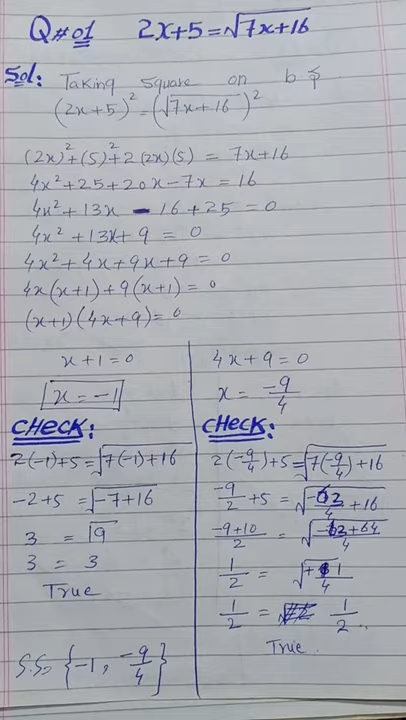 Q#01 2x+5=√7x+16
Sol: Taking Square on b s
(2x+5)²=(√7x+16)²
(2x)²+(5)²+2(2x)(5) = 7x+16
4x²+25+20x-7x=16
4x²+13x-16+25=0
4x²+13x+9=0
4x²+4x+9x+9=0
4x(x+1)+9(x+1)=0
(x+1)(4x+9)=0
x+1=0
x=-1
CHECK:
2(-1)+5=√7(-1)+16
-2+5=√-7+16
3 = √9
3 = 3
True
4x+9=0
x= -9/4
CHECK:
2(-9/4)+5=√7(-9/4)+16
-9/2 +5=√-63/4 +16
-9+10/2 = √-63+64/4
1/2 = √+1/4
1/2 = 1/2
True.
S.S, {-1, -9/4}